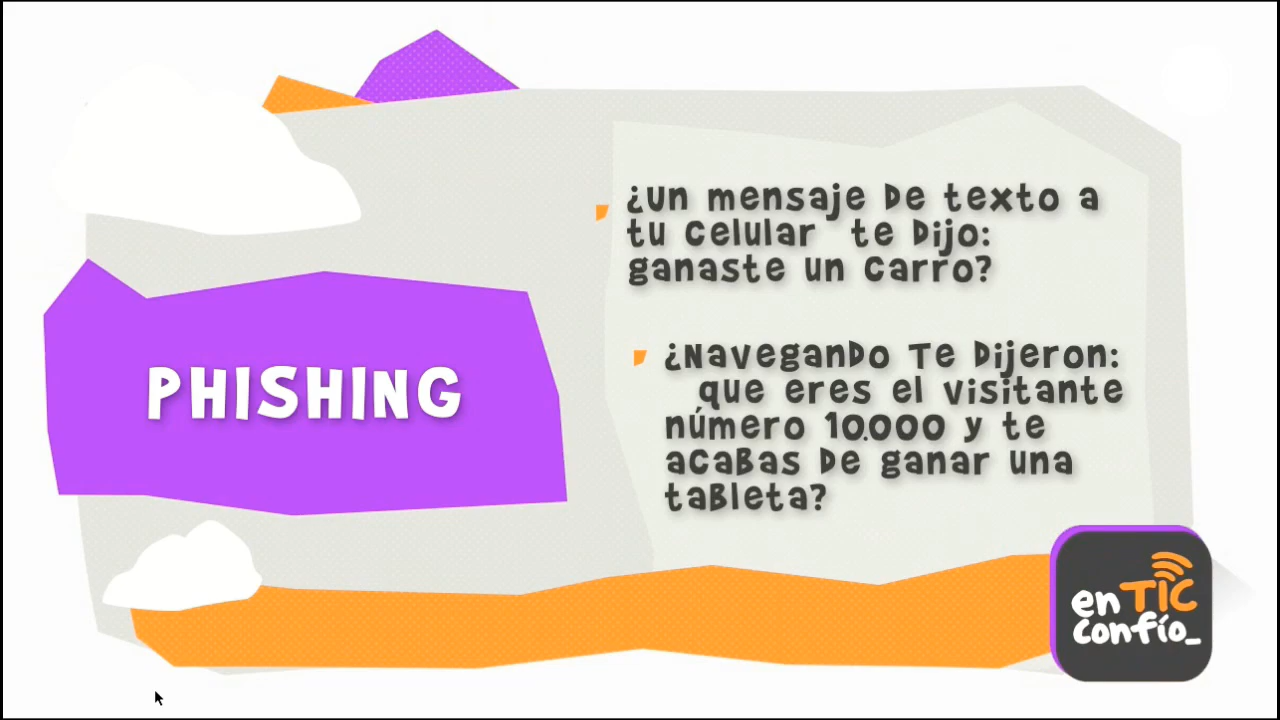 PHISHING
¿Un mensaje de texto a
tu celular te dijo:
ganaste un carro?
¿Navegando Te dijeron:
que eres el visitante
número 10.000 y te
acabas de ganar una
tableta?
en TIC
confío_